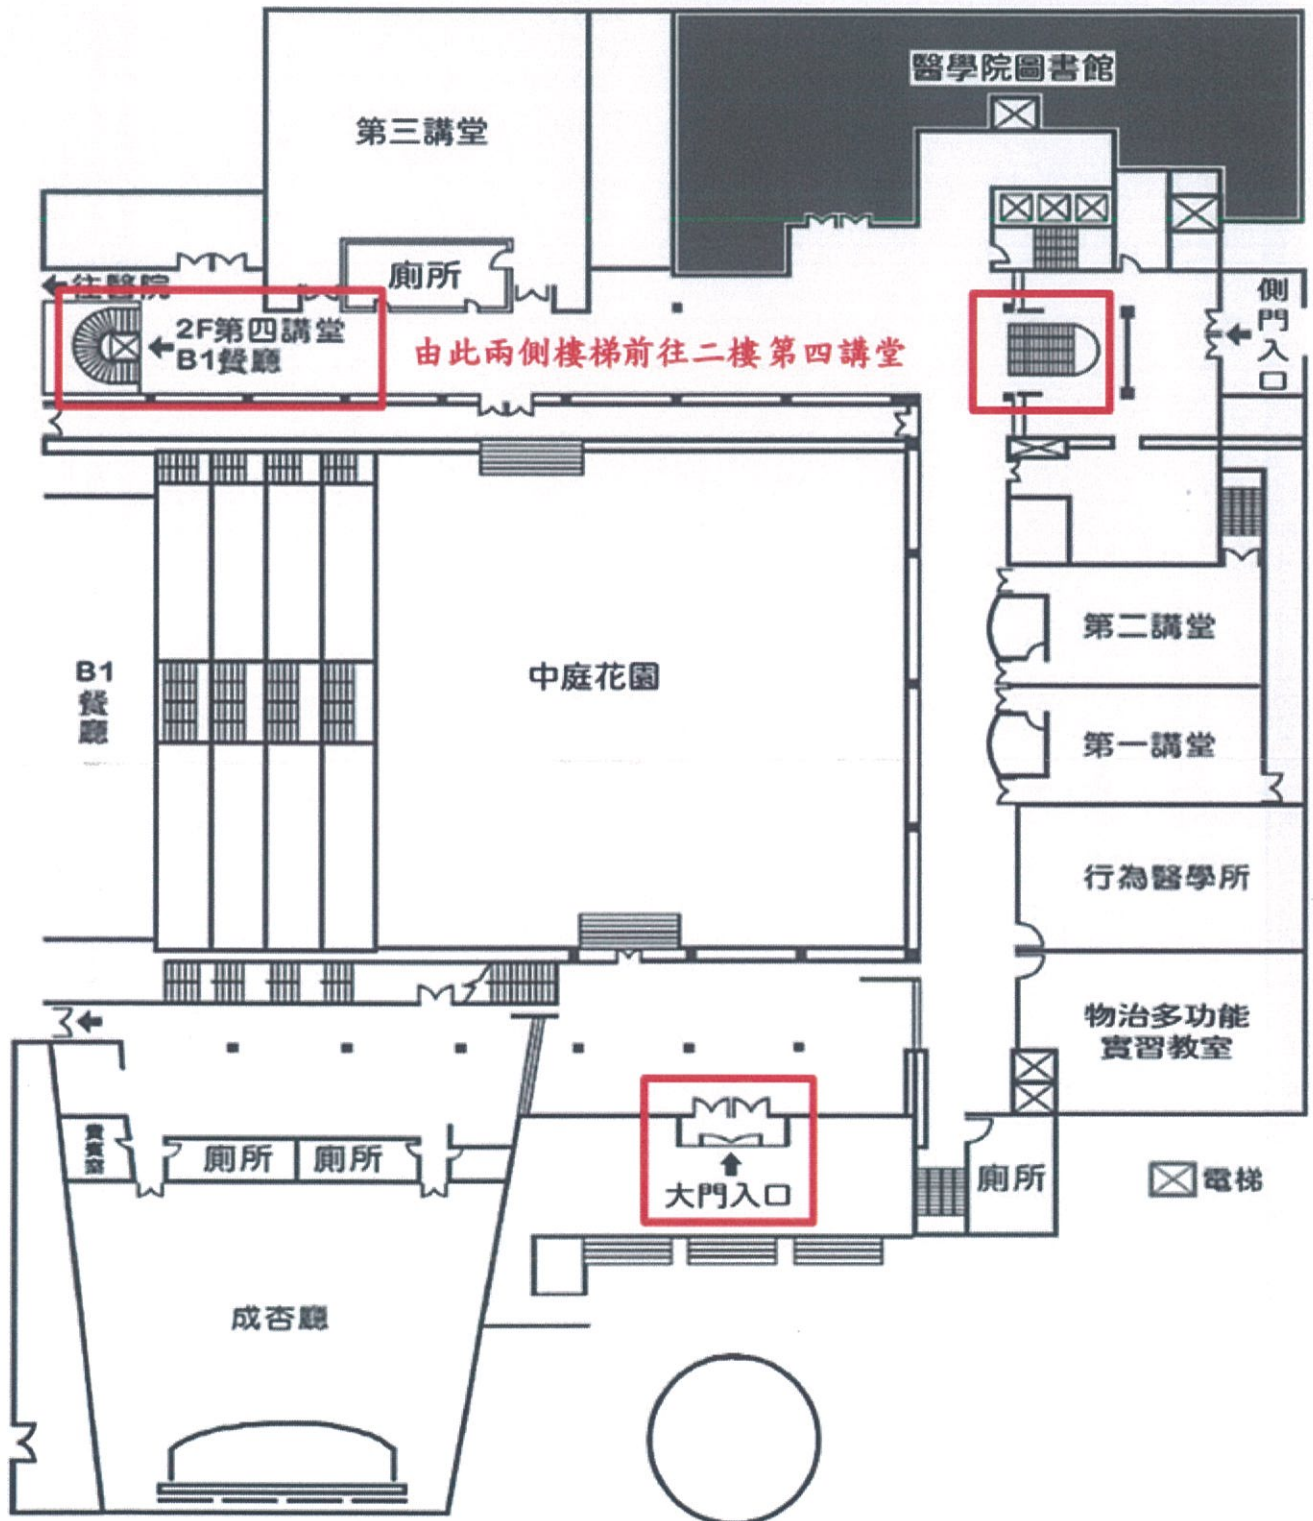 醫學院圖書館
第三講堂
廁所
往醫院
2F第四講堂
B1餐廳
由此兩側樓梯前往二樓第四講堂
側門入口
第二講堂
B1
餐廳
中庭花園
第一講堂
行為醫學所
物治多功能
實習教室
貴賓室
廁所
廁所
大門入口
廁所
電梯
成杏廳